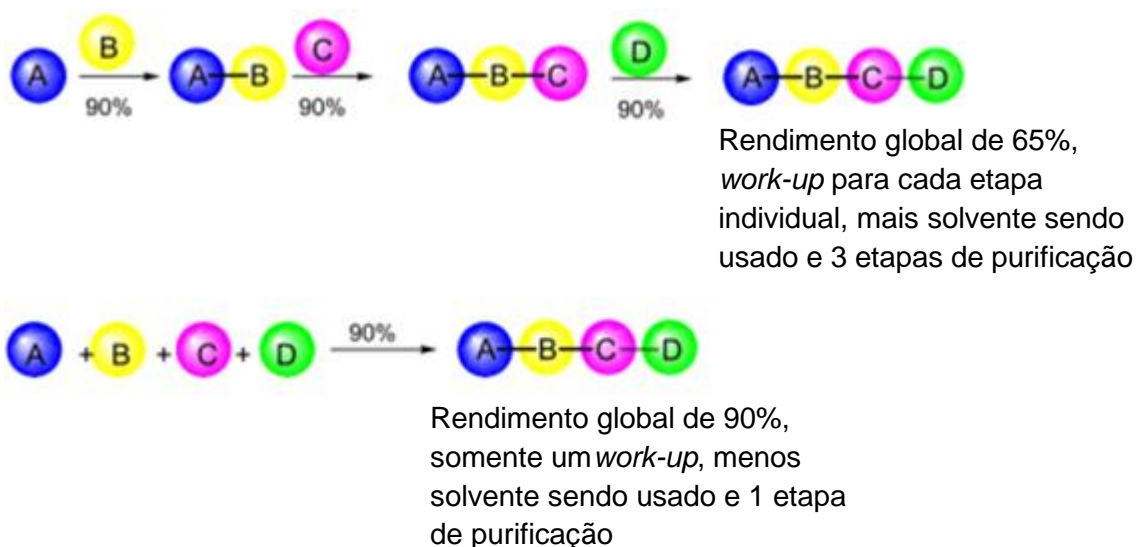 A B A B C A B C D A B C D
90% 90% 90%
Rendimento global de 65%,
work-up para cada etapa
individual, mais solvente sendo
usado e 3 etapas de purificação
A + B + C + D 90% A B C D
Rendimento global de 90%,
somente um work-up, menos
solvente sendo usado e 1 etapa
de purificação